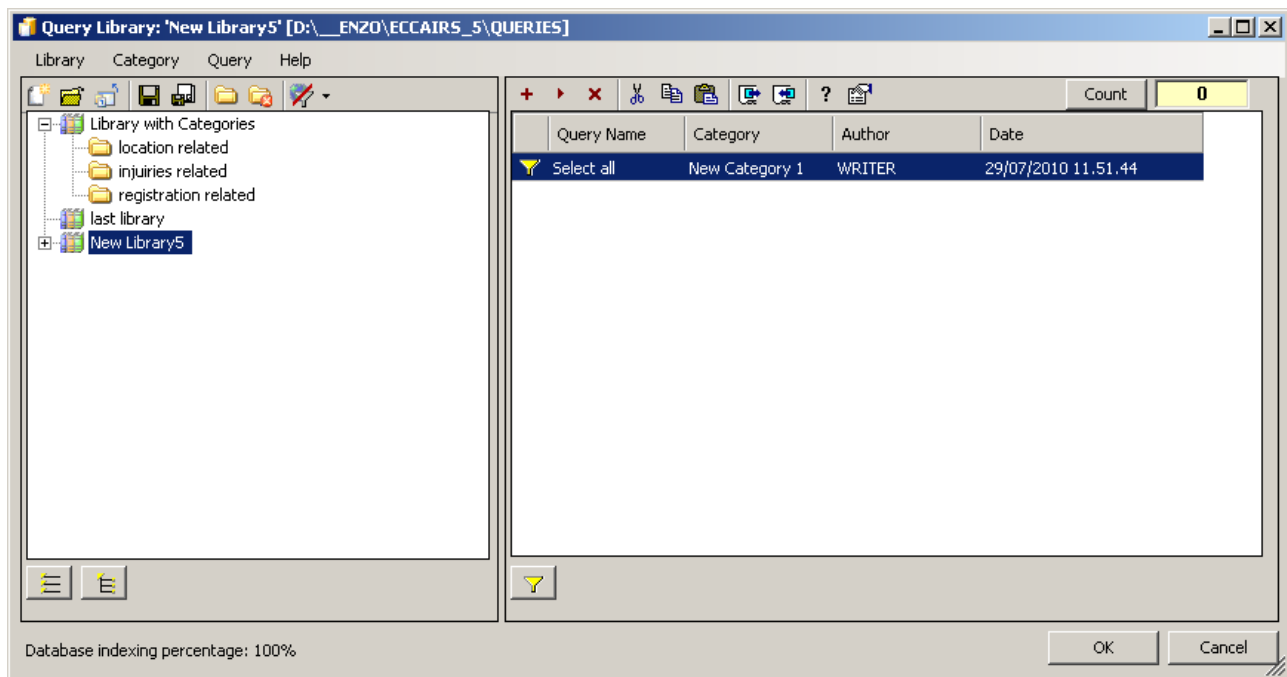 Query Library: 'New Library5' [D:\__ENZO\ECCAIRS_5\QUERIES]
Library Category Query Help
Count 0
Library with Categories
location related
injuiries related
registration related
last library
New Library5
Query Name Category Author Date
Select all New Category 1 WRITER 29/07/2010 11.51.44
Database indexing percentage: 100%
OK Cancel